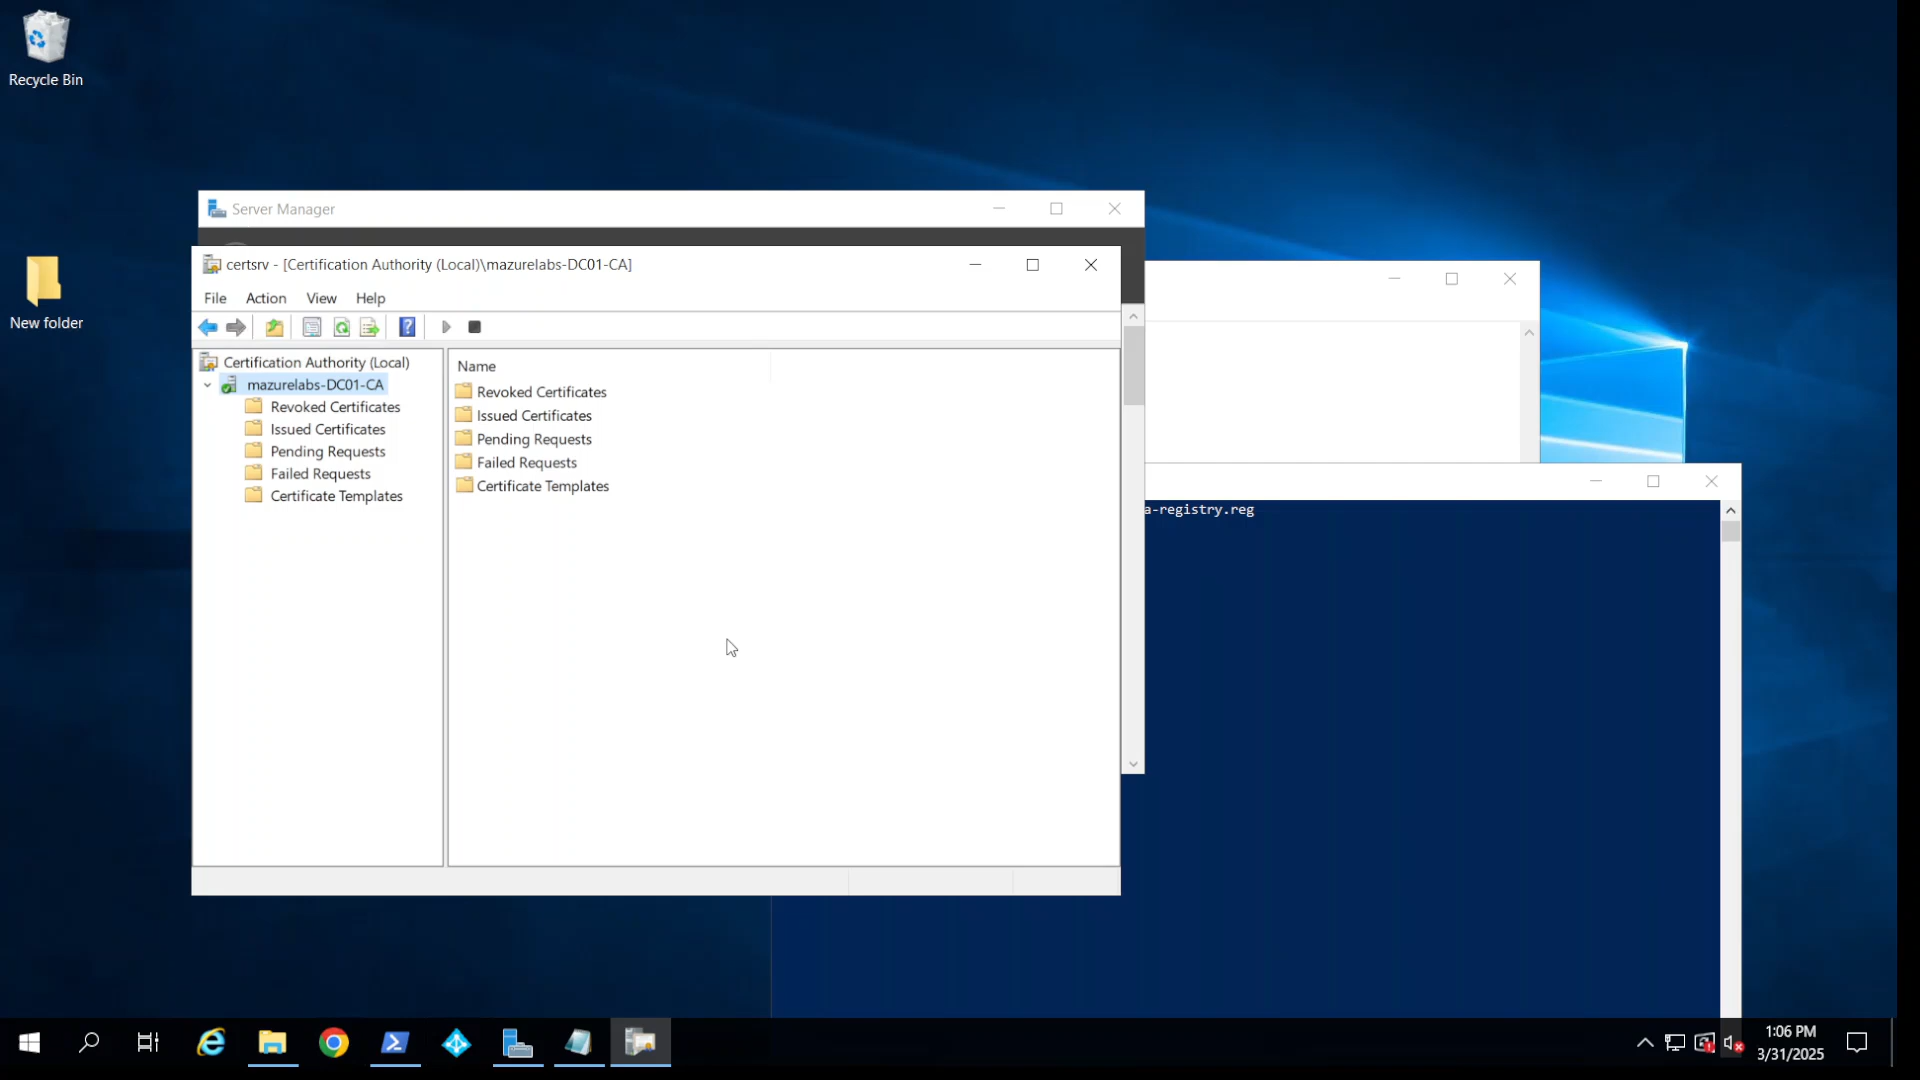 Recycle Bin
New folder
Server Manager
certsrv - [Certification Authority (Local)\mazurelabs-DC01-CA]
File Action View Help
Certification Authority (Local)
mazurelabs-DC01-CA
Revoked Certificates
Issued Certificates
Pending Requests
Failed Requests
Certificate Templates
Name
Revoked Certificates
Issued Certificates
Pending Requests
Failed Requests
Certificate Templates
a-registry.reg
1:06 PM
3/31/2025